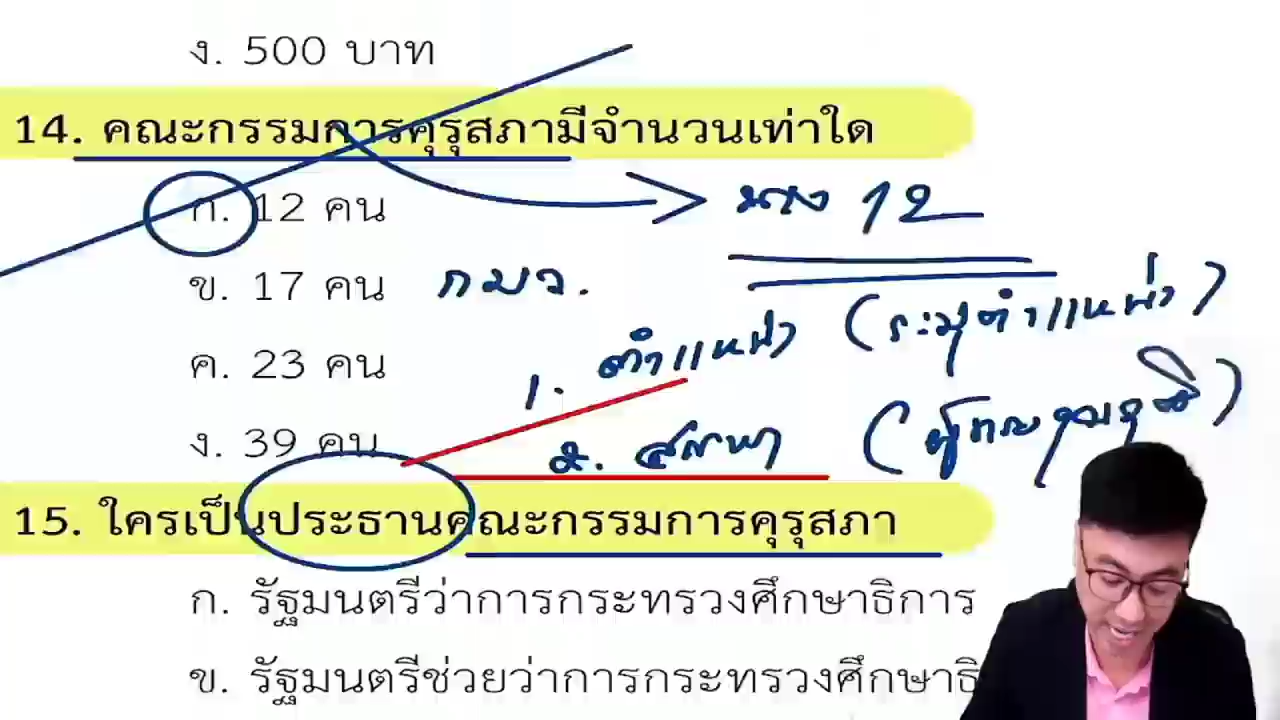 ง. 500 บาท
14. คณะกรรมการคุรุสภามีจำนวนเท่าใด
ก. 12 คน
12
ข. 17 คน กมว.
ค. 23 คน
1. ตำแหน่ง (ระบุตำแหน่ง)
ง. 39 คน
2. สรรหา (ผู้ทรงคุณวุฒิ)
15. ใครเป็นประธานคณะกรรมการคุรุสภา
ก. รัฐมนตรีว่าการกระทรวงศึกษาธิการ
ข. รัฐมนตรีช่วยว่าการกระทรวงศึกษาธิ